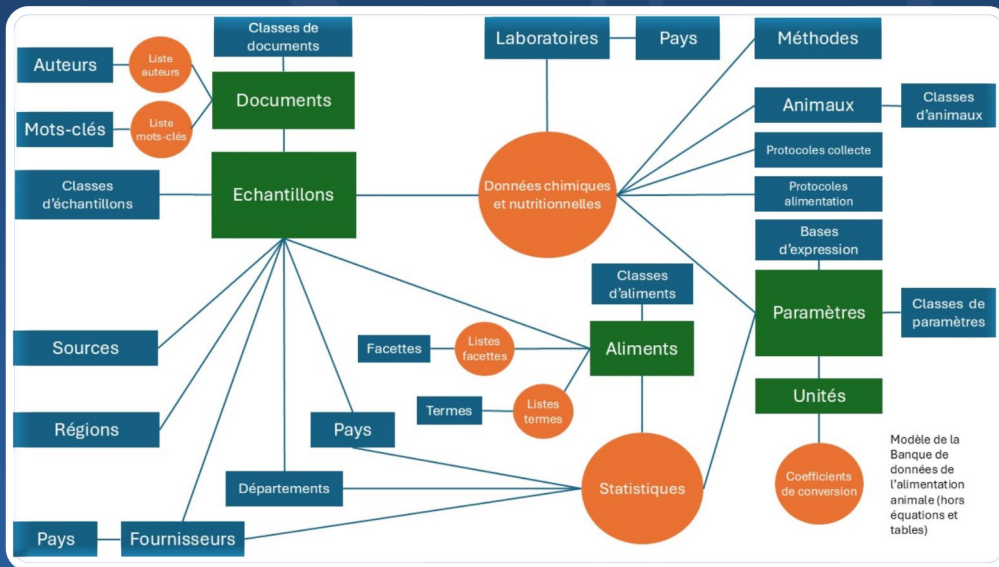 Classes de
documents
Laboratoires
Pays
Méthodes
Auteurs
Liste
auteurs
Documents
Animaux
Classes
d'animaux
Mots-clés
Liste
mots-clés
Protocoles collecte
Classes
d'échantillons
Echantillons
Données chimiques
et nutritionnelles
Protocoles
alimentation
Bases
d'expression
Classes
d'aliments
Paramètres
Classes de
paramètres
Sources
Facettes
Listes
facettes
Aliments
Unités
Termes
Listes
termes
Régions
Pays
Modèle de la
Banque de
données de
l'alimentation
animale (hors
équations et
tables)
Départements
Statistiques
Coefficients
de conversion
Pays
Fournisseurs